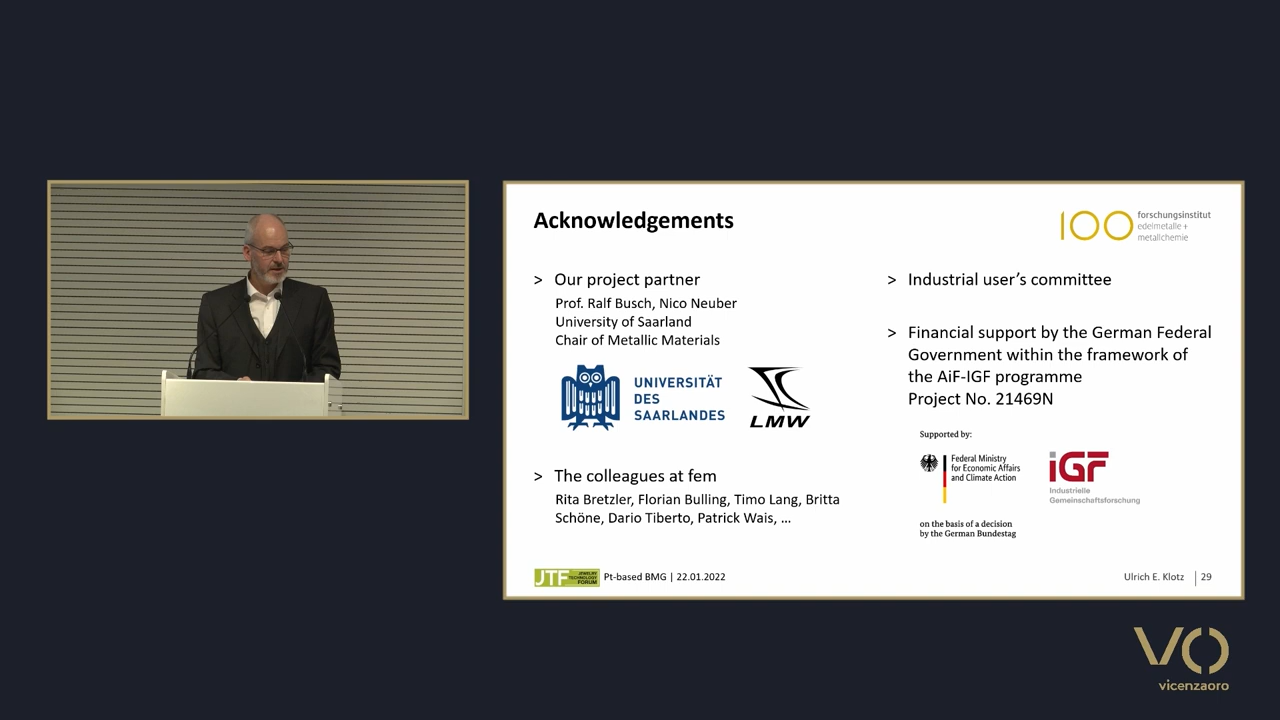 Acknowledgements
100 forschungsinstitut
edelmetalle +
metallchemie
> Our project partner
Prof. Ralf Busch, Nico Neuber
University of Saarland
Chair of Metallic Materials
UNIVERSITÄT
DES
SAARLANDES
LMW
> The colleagues at fem
Rita Bretzler, Florian Bulling, Timo Lang, Britta
Schöne, Dario Tiberto, Patrick Wais, ...
> Industrial user's committee
> Financial support by the German Federal
Government within the framework of
the AiF-IGF programme
Project No. 21469N
Supported by:
Federal Ministry
for Economic Affairs
and Climate Action
on the basis of a decision
by the German Bundestag
iGF
Industrielle
Gemeinschaftsforschung
JTF JEWELRY
TECHNOLOGY
FORUM
Pt-based BMG | 22.01.2022
Ulrich E. Klotz | 29
VO
vicenzaoro